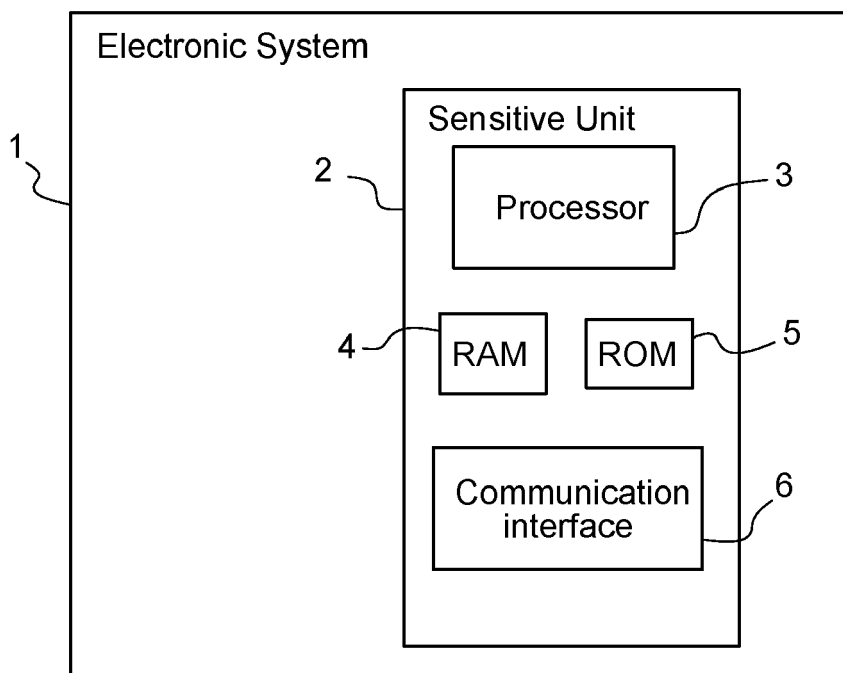 Electronic System
Sensitive Unit
1
2
Processor
3
4
RAM
ROM
5
Communication
interface
6